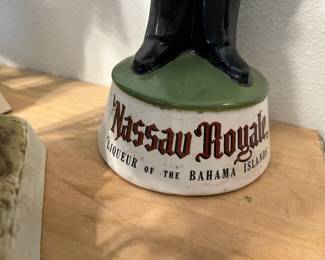 Nassau Royale
LIQUEUR OF THE BAHAMA ISLANDS